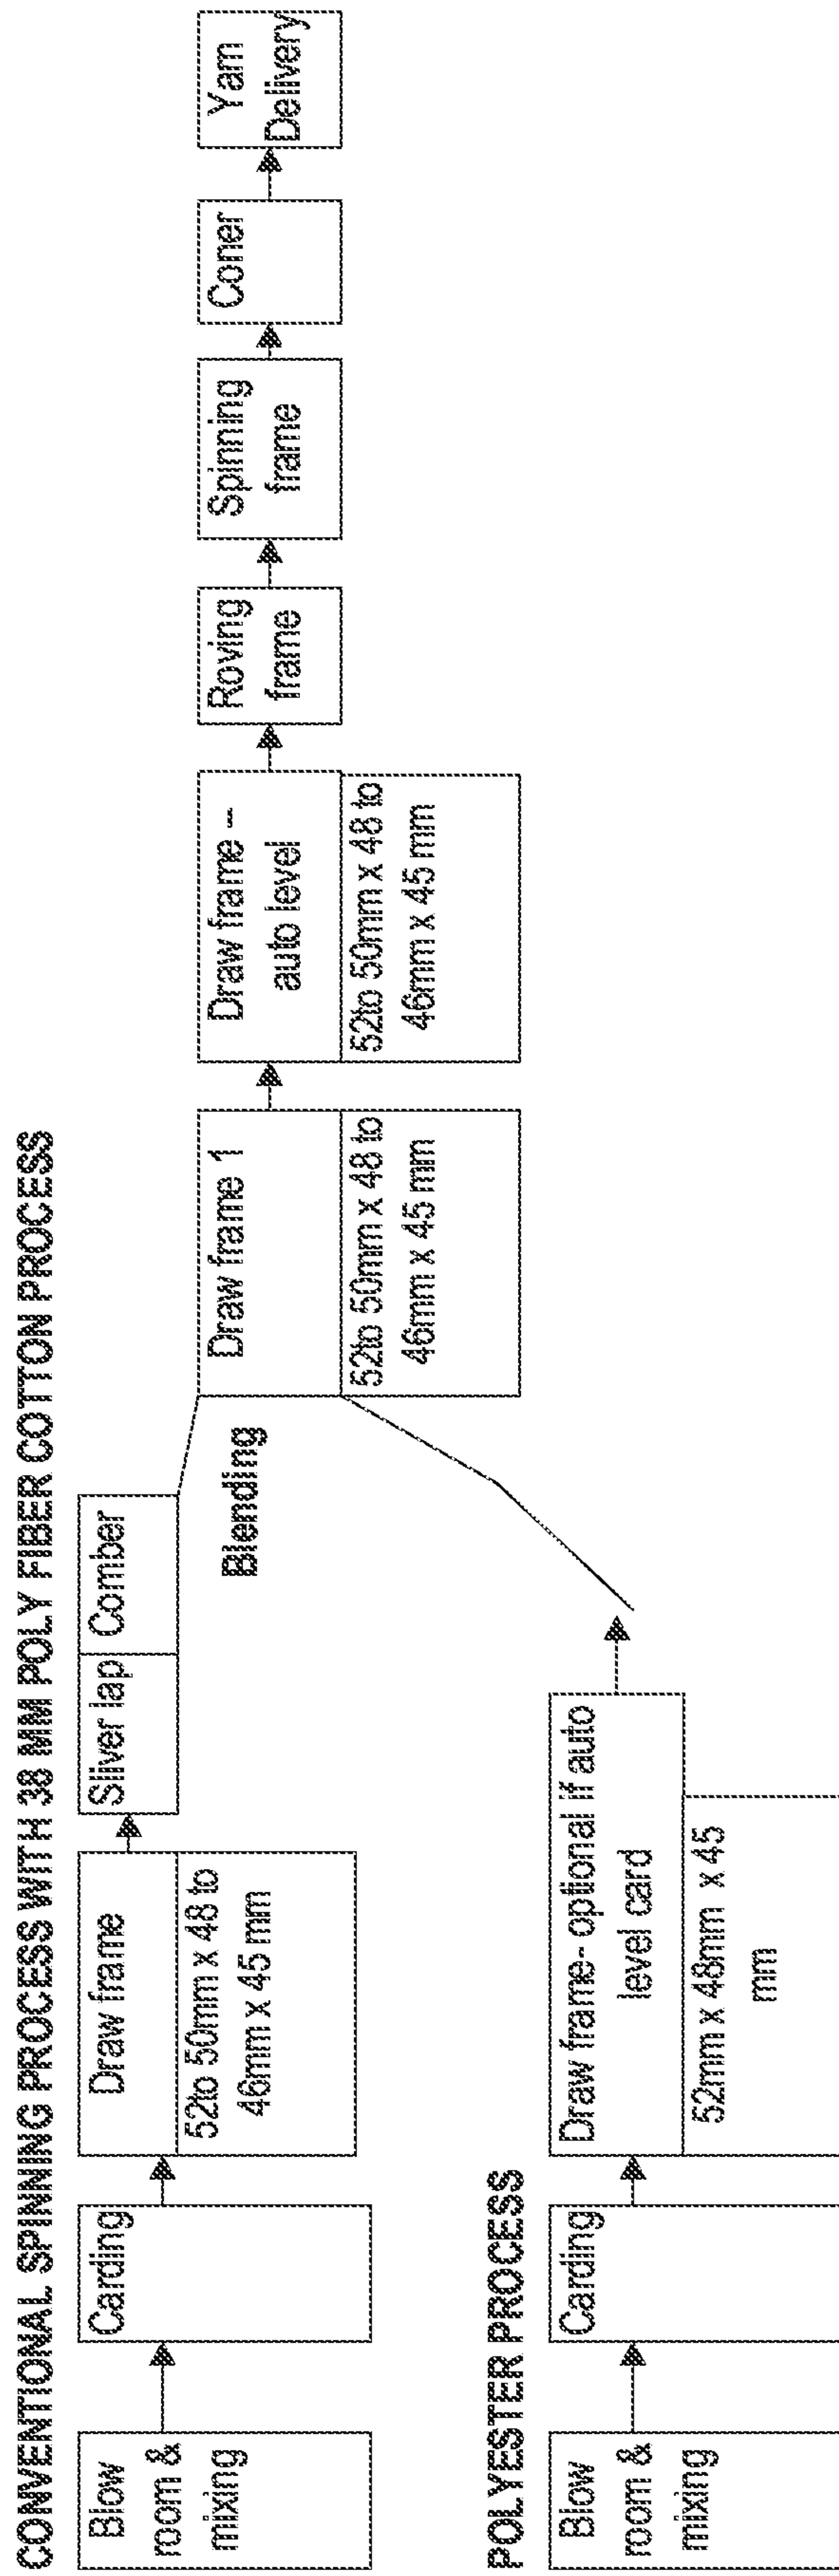 CONVENTIONAL SPINNING PROCESS WITH 38 MM POLY FIBER COTTON PROCESS
Blow
room &
mixing
Carding
Draw frame
52to 50mm x 48 to
46mm x 45 mm
Sliver lap
Comber
Blending
Draw frame 1
52to 50mm x 48 to
46mm x 45 mm
Draw frame –
auto level
52to 50mm x 48 to
46mm x 45 mm
Roving
frame
Spinning
frame
Coner
Yarn
Delivery
POLYESTER PROCESS
Blow
room &
mixing
Carding
Draw frame- optional if auto
level card
52mm x 48mm x 45
mm